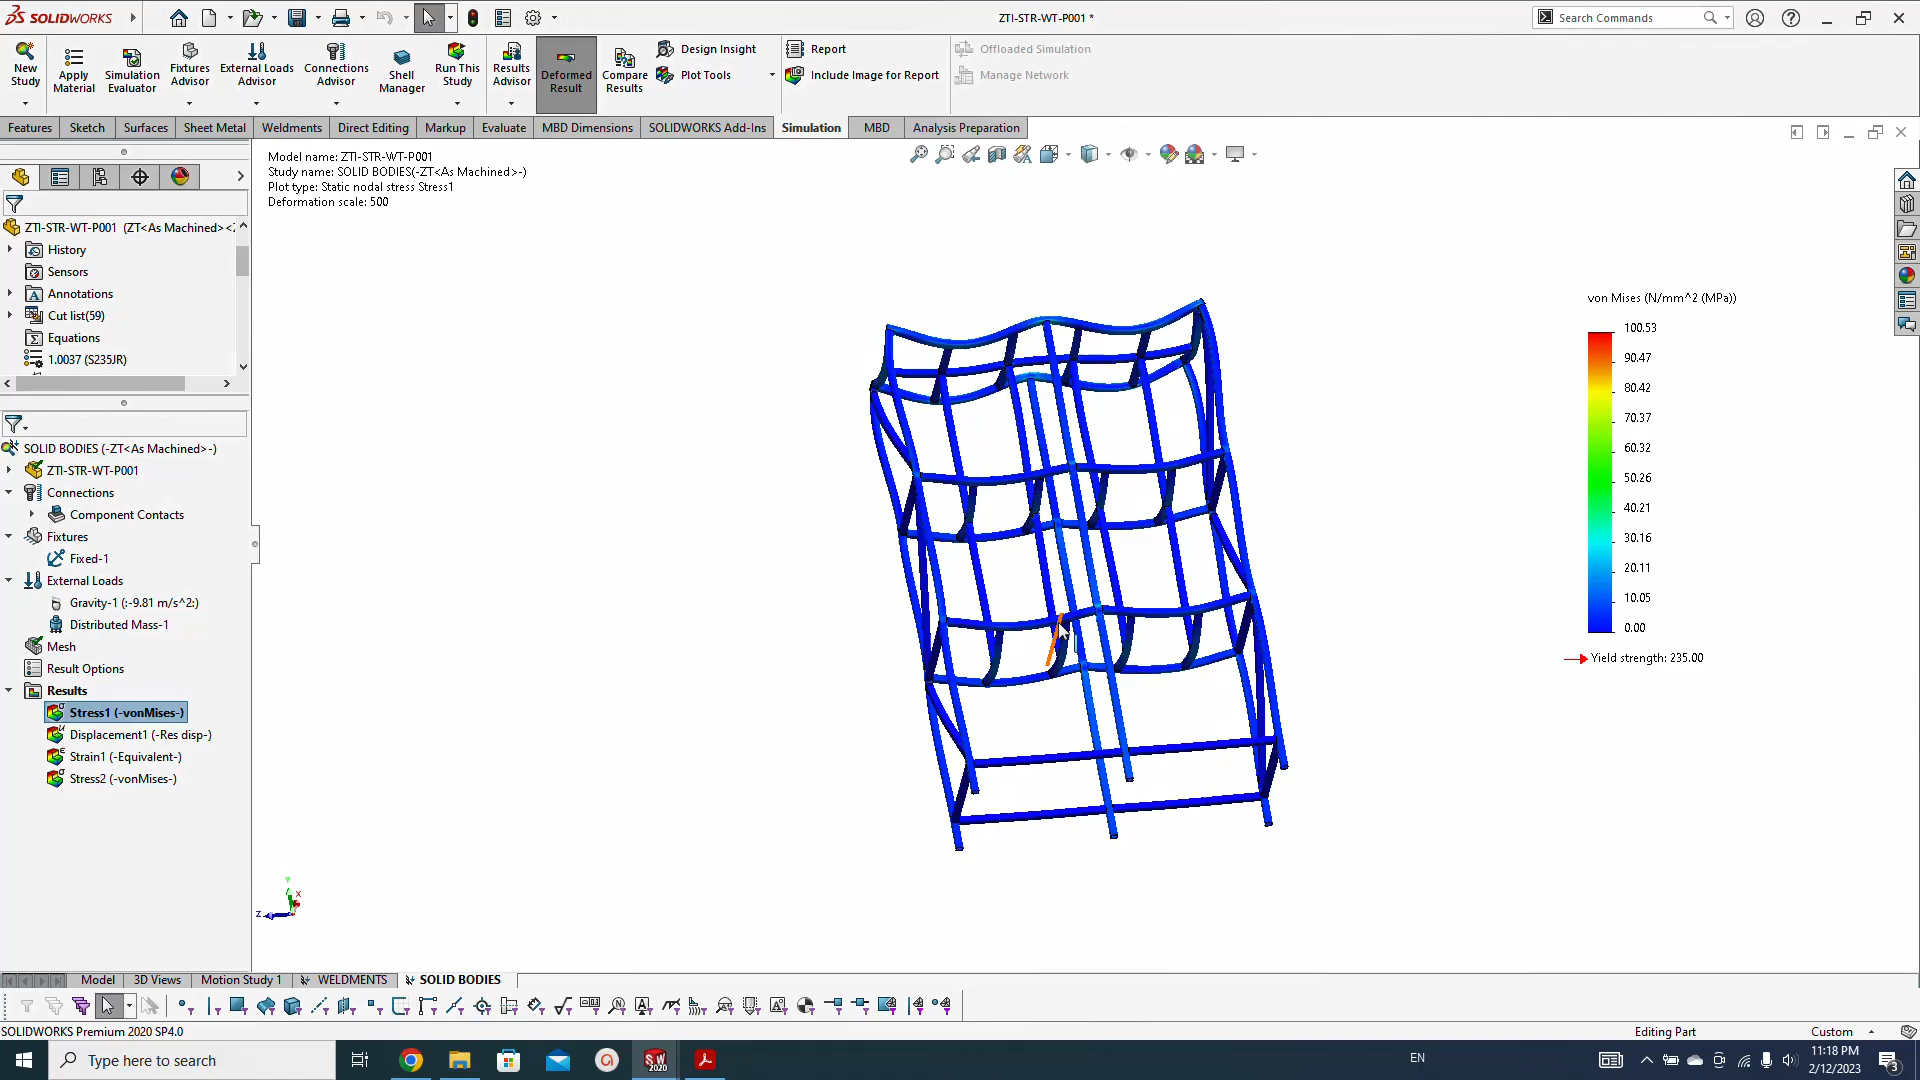 SOLIDWORKS
ZTI-STR-WT-P001 *
Search Commands
New Study
Apply Material
Simulation Evaluator
Fixtures Advisor
External Loads Advisor
Connections Advisor
Shell Manager
Run This Study
Results Advisor
Deformed Result
Compare Results
Design Insight
Plot Tools
Report
Include Image for Report
Offloaded Simulation
Manage Network
Features
Sketch
Surfaces
Sheet Metal
Weldments
Direct Editing
Markup
Evaluate
MBD Dimensions
SOLIDWORKS Add-Ins
Simulation
MBD
Analysis Preparation
Model name: ZTI-STR-WT-P001
Study name: SOLID BODIES(-ZT<As Machined>-)
Plot type: Static nodal stress Stress1
Deformation scale: 500
ZTI-STR-WT-P001 (ZT<As Machined><
History
Sensors
Annotations
Cut list(59)
Equations
1.0037 (S235JR)
SOLID BODIES (-ZT<As Machined>-)
ZTI-STR-WT-P001
Connections
Component Contacts
Fixtures
Fixed-1
External Loads
Gravity-1 (:-9.81 m/s^2:)
Distributed Mass-1
Mesh
Result Options
Results
Stress1 (-vonMises-)
Displacement1 (-Res disp-)
Strain1 (-Equivalent-)
Stress2 (-vonMises-)
von Mises (N/mm^2 (MPa))
100.53
90.47
80.42
70.37
60.32
50.26
40.21
30.16
20.11
10.05
0.00
Yield strength: 235.00
Y
X
Z
Model
3D Views
Motion Study 1
WELDMENTS
SOLID BODIES
SOLIDWORKS Premium 2020 SP4.0
Editing Part
Custom
Type here to search
SW 2020
EN
11:18 PM
2/12/2023
3